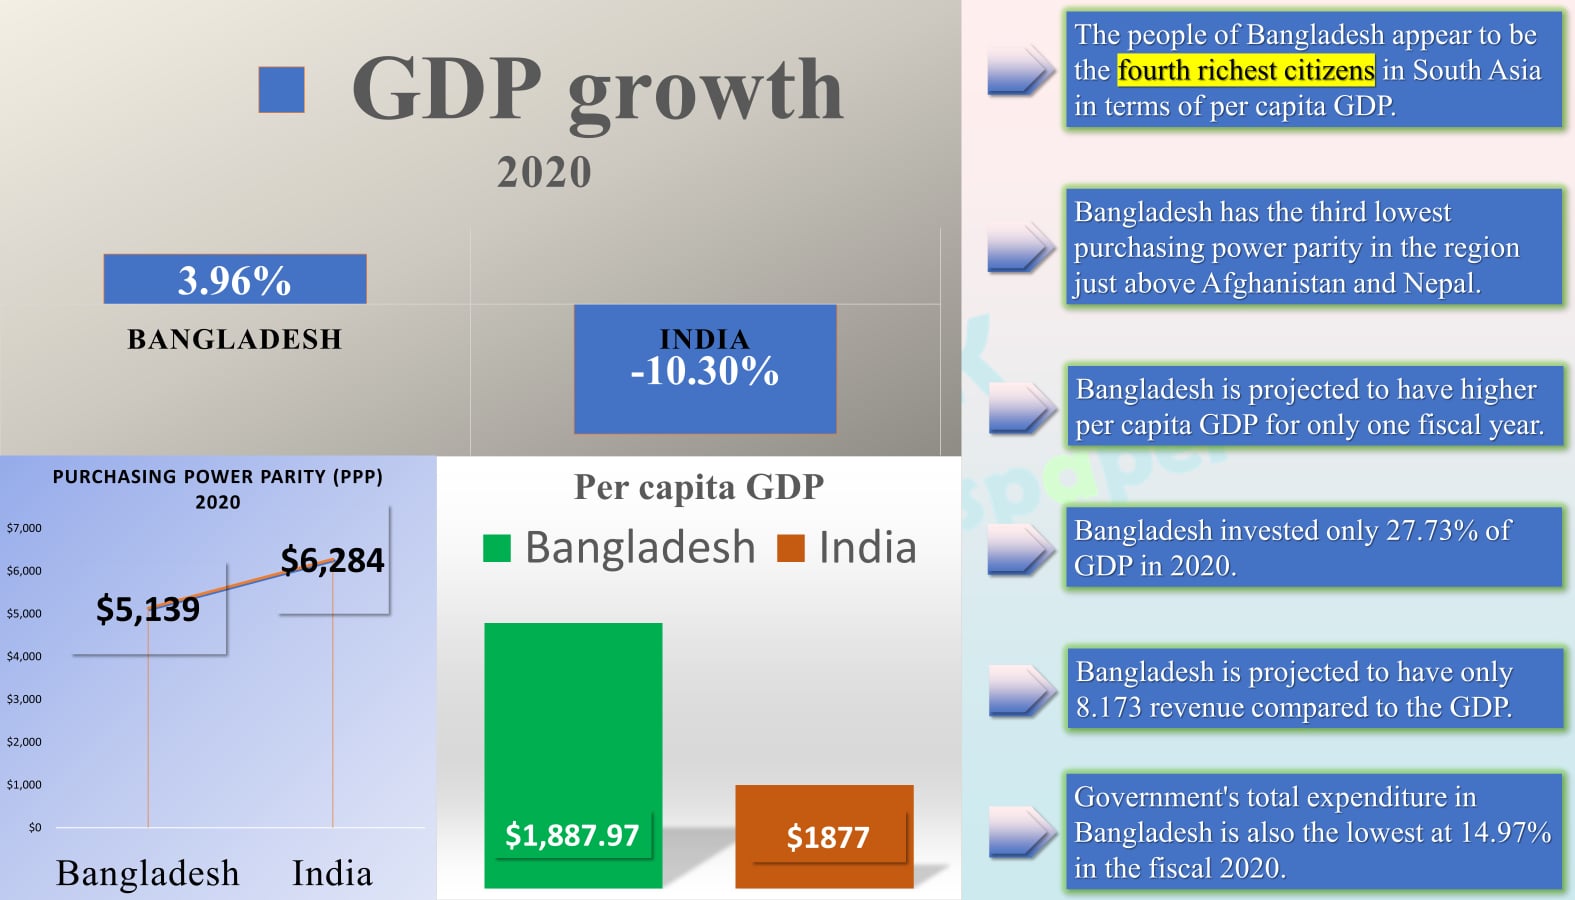 GDP growth
2020
3.96%
BANGLADESH
INDIA
-10.30%
PURCHASING POWER PARITY (PPP)
2020
$7,000
$6,000
$5,000
$4,000
$3,000
$2,000
$1,000
$0
$5,139
$6,284
Bangladesh India
Per capita GDP
Bangladesh India
$1,887.97
$1877
The people of Bangladesh appear to be
the fourth richest citizens in South Asia
in terms of per capita GDP.
Bangladesh has the third lowest
purchasing power parity in the region
just above Afghanistan and Nepal.
Bangladesh is projected to have higher
per capita GDP for only one fiscal year.
Bangladesh invested only 27.73% of
GDP in 2020.
Bangladesh is projected to have only
8.173 revenue compared to the GDP.
Government's total expenditure in
Bangladesh is also the lowest at 14.97%
in the fiscal 2020.